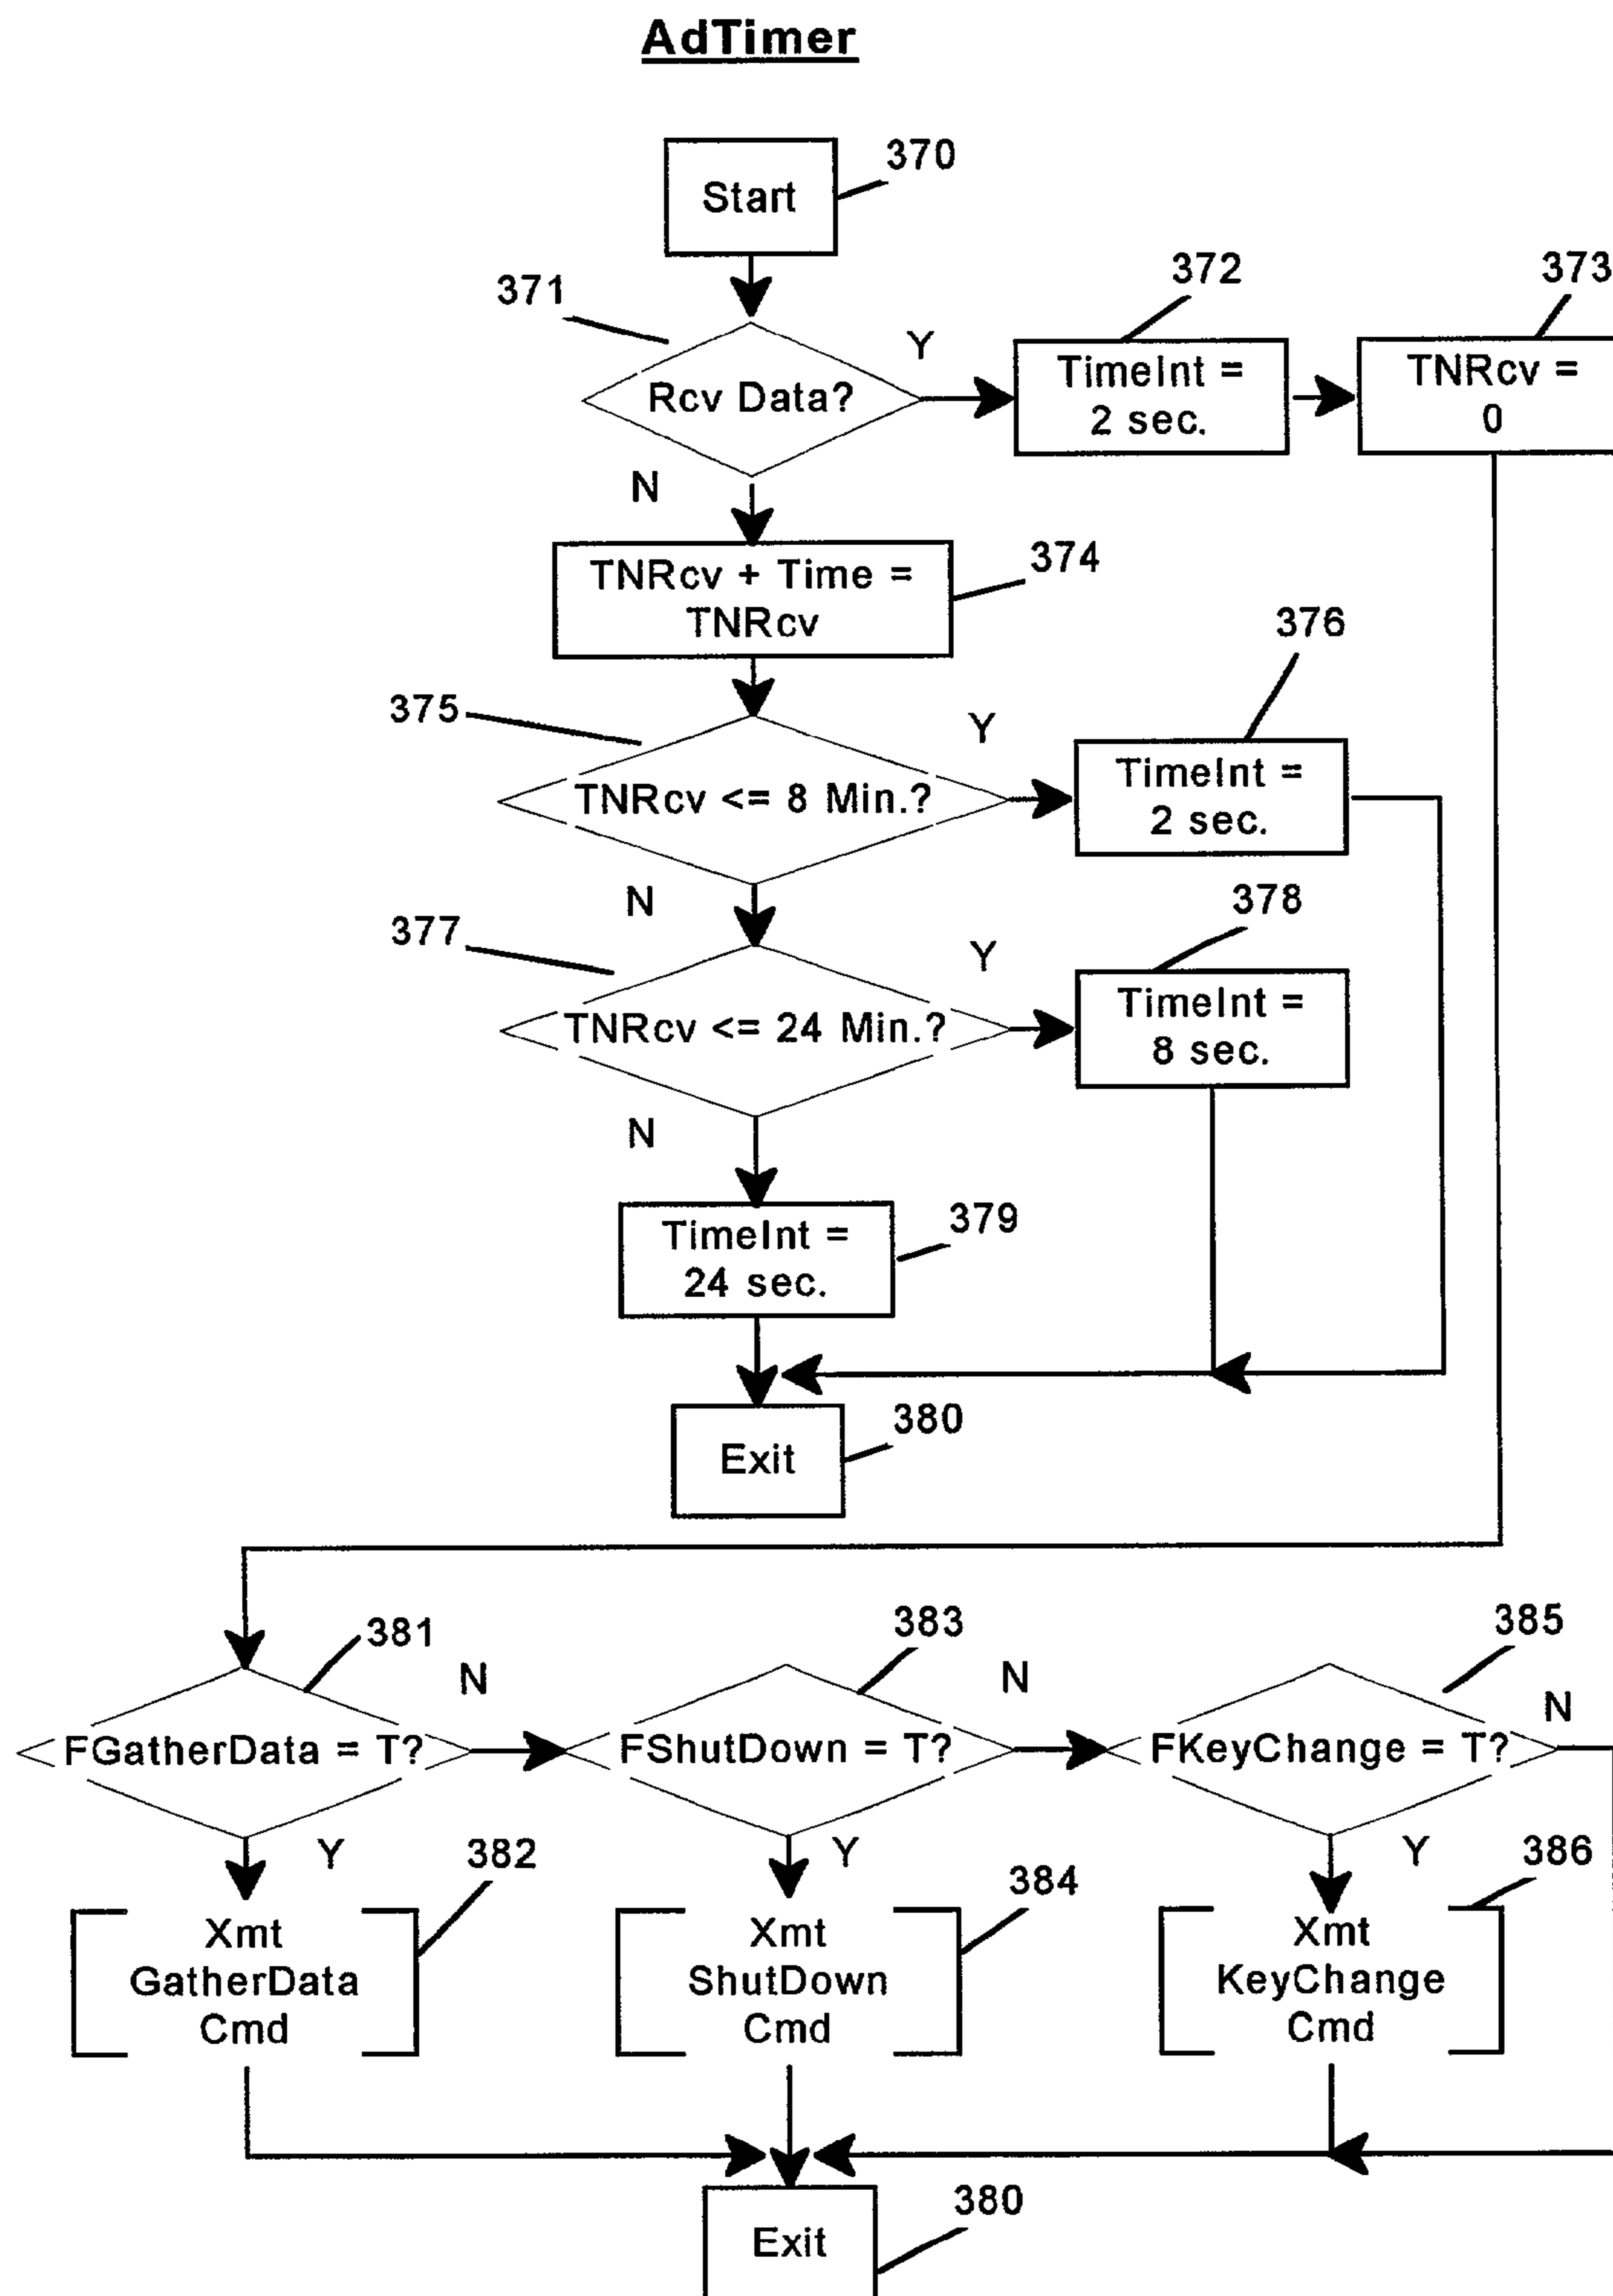 AdTimer
370
Start
371
372
373
Rcv Data?
Y
TimeInt =
2 sec.
TNRcv =
0
N
374
TNRcv + Time =
TNRcv
376
375
Y
TNRcv <= 8 Min.?
TimeInt =
2 sec.
N
378
377
Y
TNRcv <= 24 Min.?
TimeInt =
8 sec.
N
379
TimeInt =
24 sec.
380
Exit
381
383
385
N
N
N
FGatherData = T?
FShutDown = T?
FKeyChange = T?
Y
Y
Y
382
384
386
Xmt
GatherData
Cmd
Xmt
ShutDown
Cmd
Xmt
KeyChange
Cmd
380
Exit